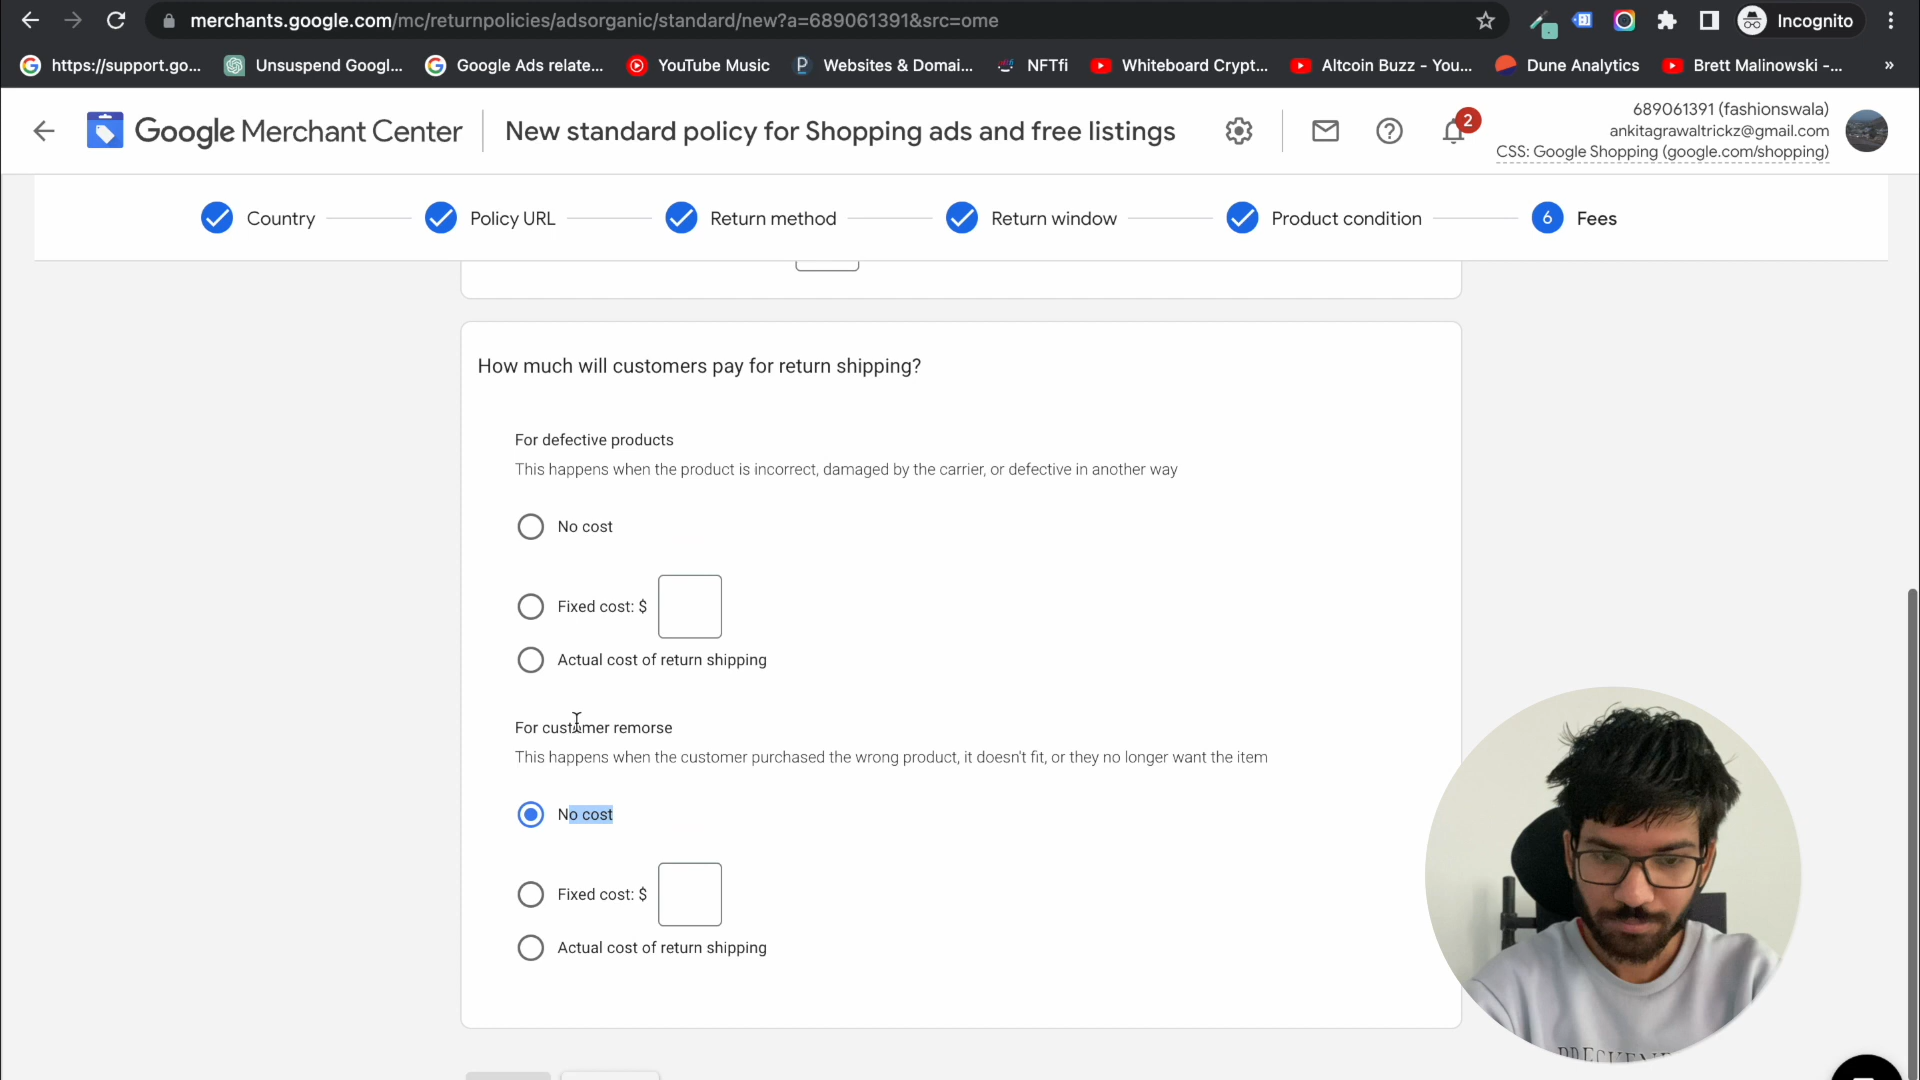 merchants.google.com/mc/returnpolicies/adsorganic/standard/new?a=689061391&src=ome
Incognito
https://support.go...
Unsuspend Googl...
Google Ads relate...
YouTube Music
Websites & Domai...
NFTfi
Whiteboard Crypt...
Altcoin Buzz - You...
Dune Analytics
Brett Malinowski -...
»
Google Merchant Center
New standard policy for Shopping ads and free listings
2
689061391 (fashionswala)
ankitagrawaltrickz@gmail.com
CSS: Google Shopping (google.com/shopping)
Country
Policy URL
Return method
Return window
Product condition
6
Fees
How much will customers pay for return shipping?
For defective products
This happens when the product is incorrect, damaged by the carrier, or defective in another way
No cost
Fixed cost: $
Actual cost of return shipping
For customer remorse
This happens when the customer purchased the wrong product, it doesn't fit, or they no longer want the item
No cost
Fixed cost: $
Actual cost of return shipping